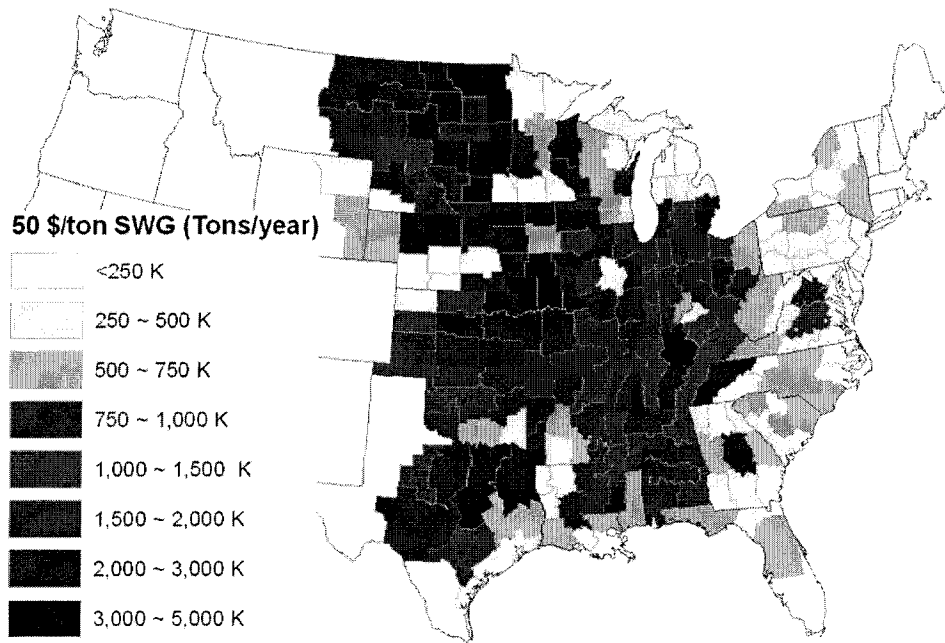 50 $/ton SWG (Tons/year)
<250 K
250 ~ 500 K
500 ~ 750 K
750 ~ 1,000 K
1,000 ~ 1,500 K
1,500 ~ 2,000 K
2,000 ~ 3,000 K
3,000 ~ 5,000 K